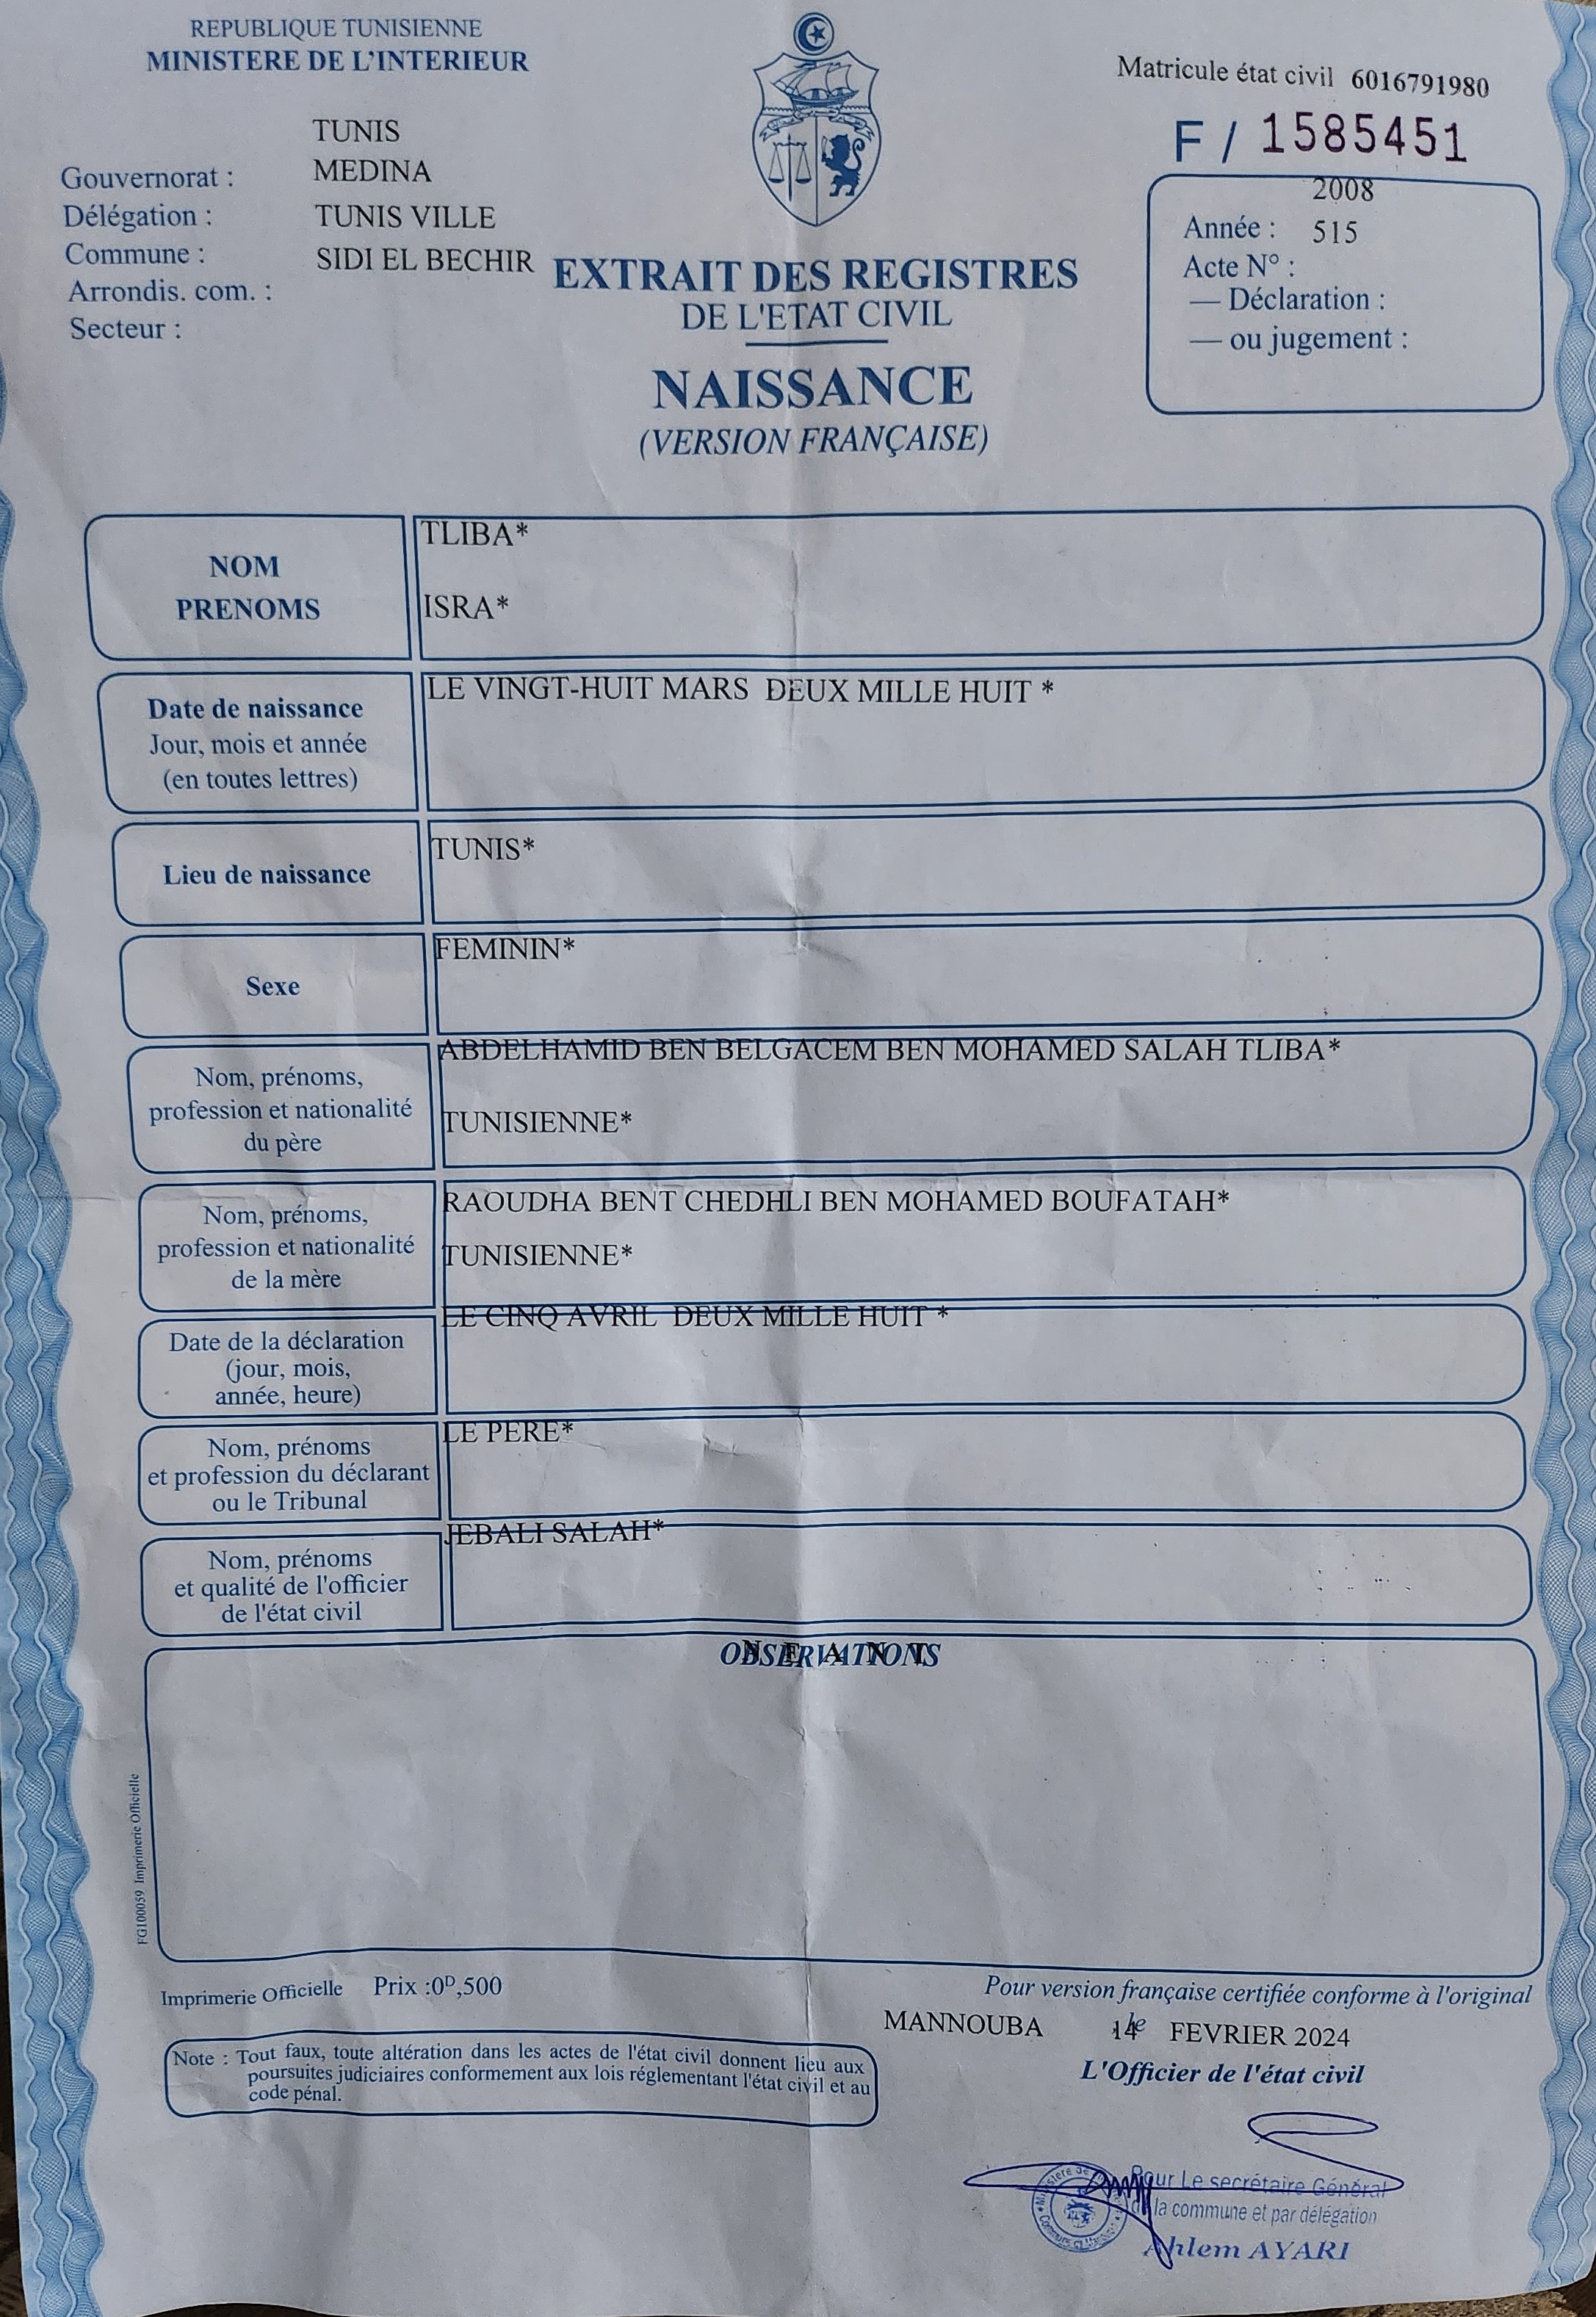 REPUBLIQUE TUNISIENNE
MINISTERE DE L'INTERIEUR
TUNIS
Gouvernorat : MEDINA
Délégation : TUNIS VILLE
Commune : SIDI EL BECHIR
Arrondis. com. :
Secteur :
Matricule état civil 6016791980
F / 1585451
2008
Année : 515
Acte N° :
— Déclaration :
— ou jugement :
EXTRAIT DES REGISTRES
DE L'ETAT CIVIL
NAISSANCE
(VERSION FRANÇAISE)
NOM
PRENOMS
TLIBA*
ISRA*
Date de naissance
Jour, mois et année
(en toutes lettres)
LE VINGT-HUIT MARS DEUX MILLE HUIT *
Lieu de naissance
TUNIS*
Sexe
FEMININ*
Nom, prénoms,
profession et nationalité
du père
ABDELHAMID BEN BELGACEM BEN MOHAMED SALAH TLIBA*
TUNISIENNE*
Nom, prénoms,
profession et nationalité
de la mère
RAOUDHA BENT CHEDHLI BEN MOHAMED BOUFATAH*
TUNISIENNE*
Date de la déclaration
(jour, mois,
année, heure)
LE CINQ AVRIL DEUX MILLE HUIT *
Nom, prénoms
et profession du déclarant
ou le Tribunal
LE PERE*
Nom, prénoms
et qualité de l'officier
de l'état civil
JEBALI SALAH*
OBSERVATIONS
N E A N T
FG100059 Imprimerie Officielle
Imprimerie Officielle Prix :0ᴰ,500
Pour version française certifiée conforme à l'original
MANNOUBA le 14 FEVRIER 2024
L'Officier de l'état civil
Note : Tout faux, toute altération dans les actes de l'état civil donnent lieu aux
poursuites judiciaires conformement aux lois réglementant l'état civil et au
code pénal.
Pour Le secrétaire Général
de la commune et par délégation
Ahlem AYARI